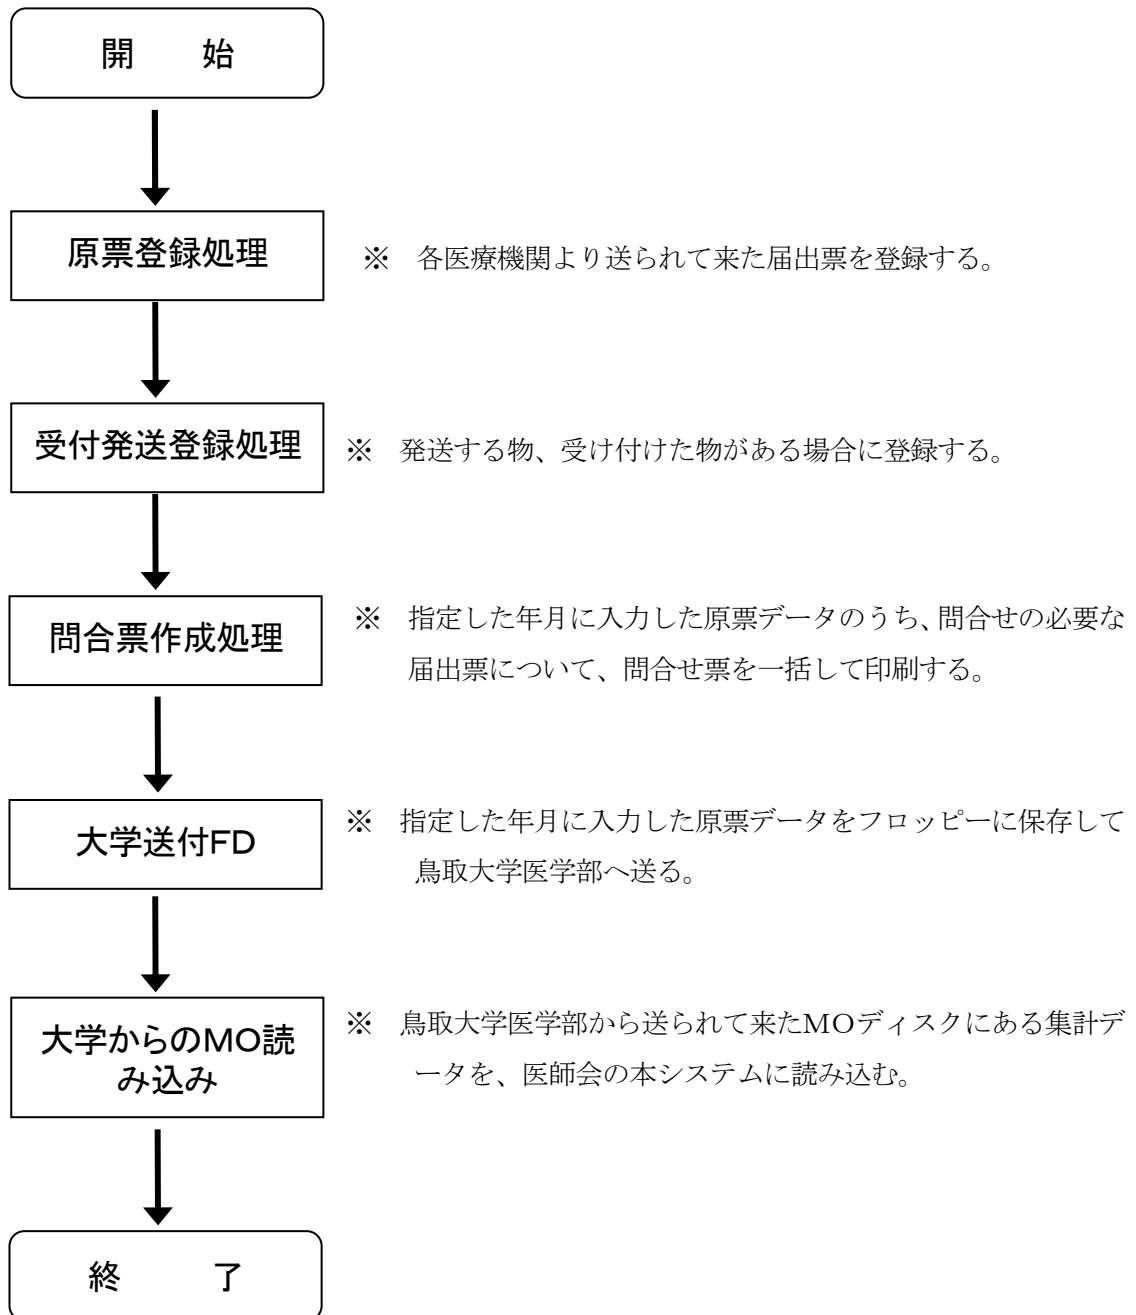 開　始
原票登録処理
※　各医療機関より送られて来た届出票を登録する。
受付発送登録処理
※　発送する物、受け付けた物がある場合に登録する。
問合票作成処理
※　指定した年月に入力した原票データのうち、問合せの必要な
届出票について、問合せ票を一括して印刷する。
大学送付FD
※　指定した年月に入力した原票データをフロッピーに保存して
鳥取大学医学部へ送る。
大学からのMO読
み込み
※　鳥取大学医学部から送られて来たMOディスクにある集計デ
ータを、医師会の本システムに読み込む。
終　了